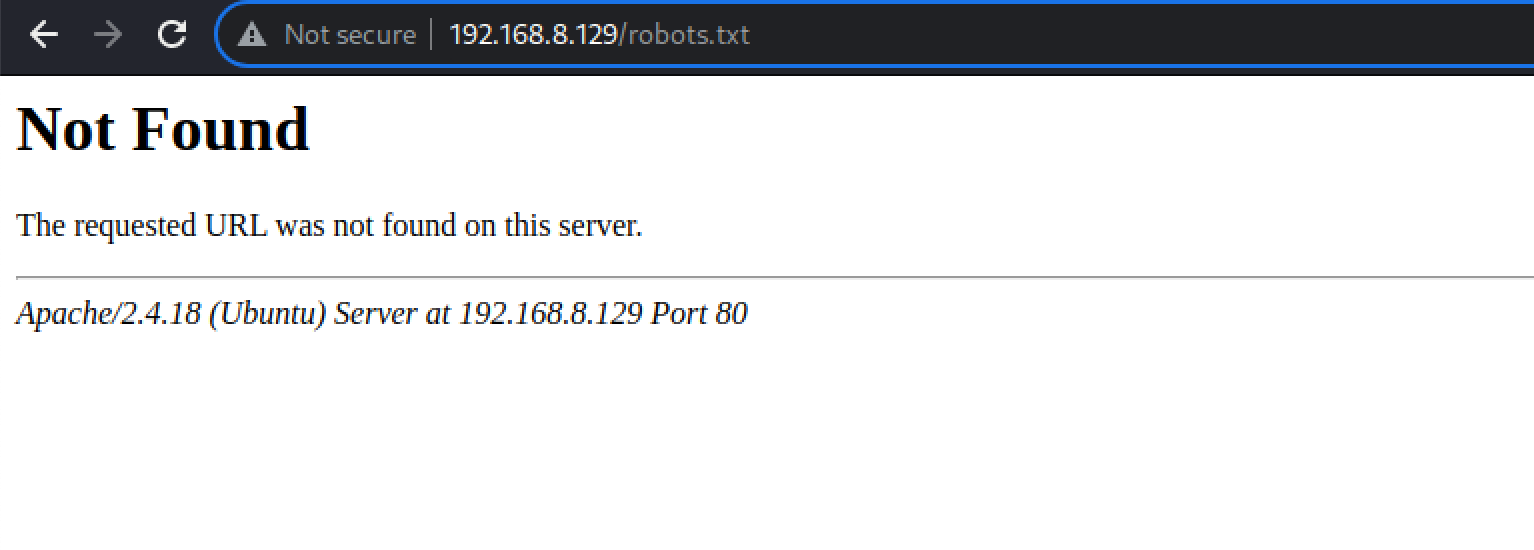 Not secure | 192.168.8.129/robots.txt
Not Found
The requested URL was not found on this server.
Apache/2.4.18 (Ubuntu) Server at 192.168.8.129 Port 80